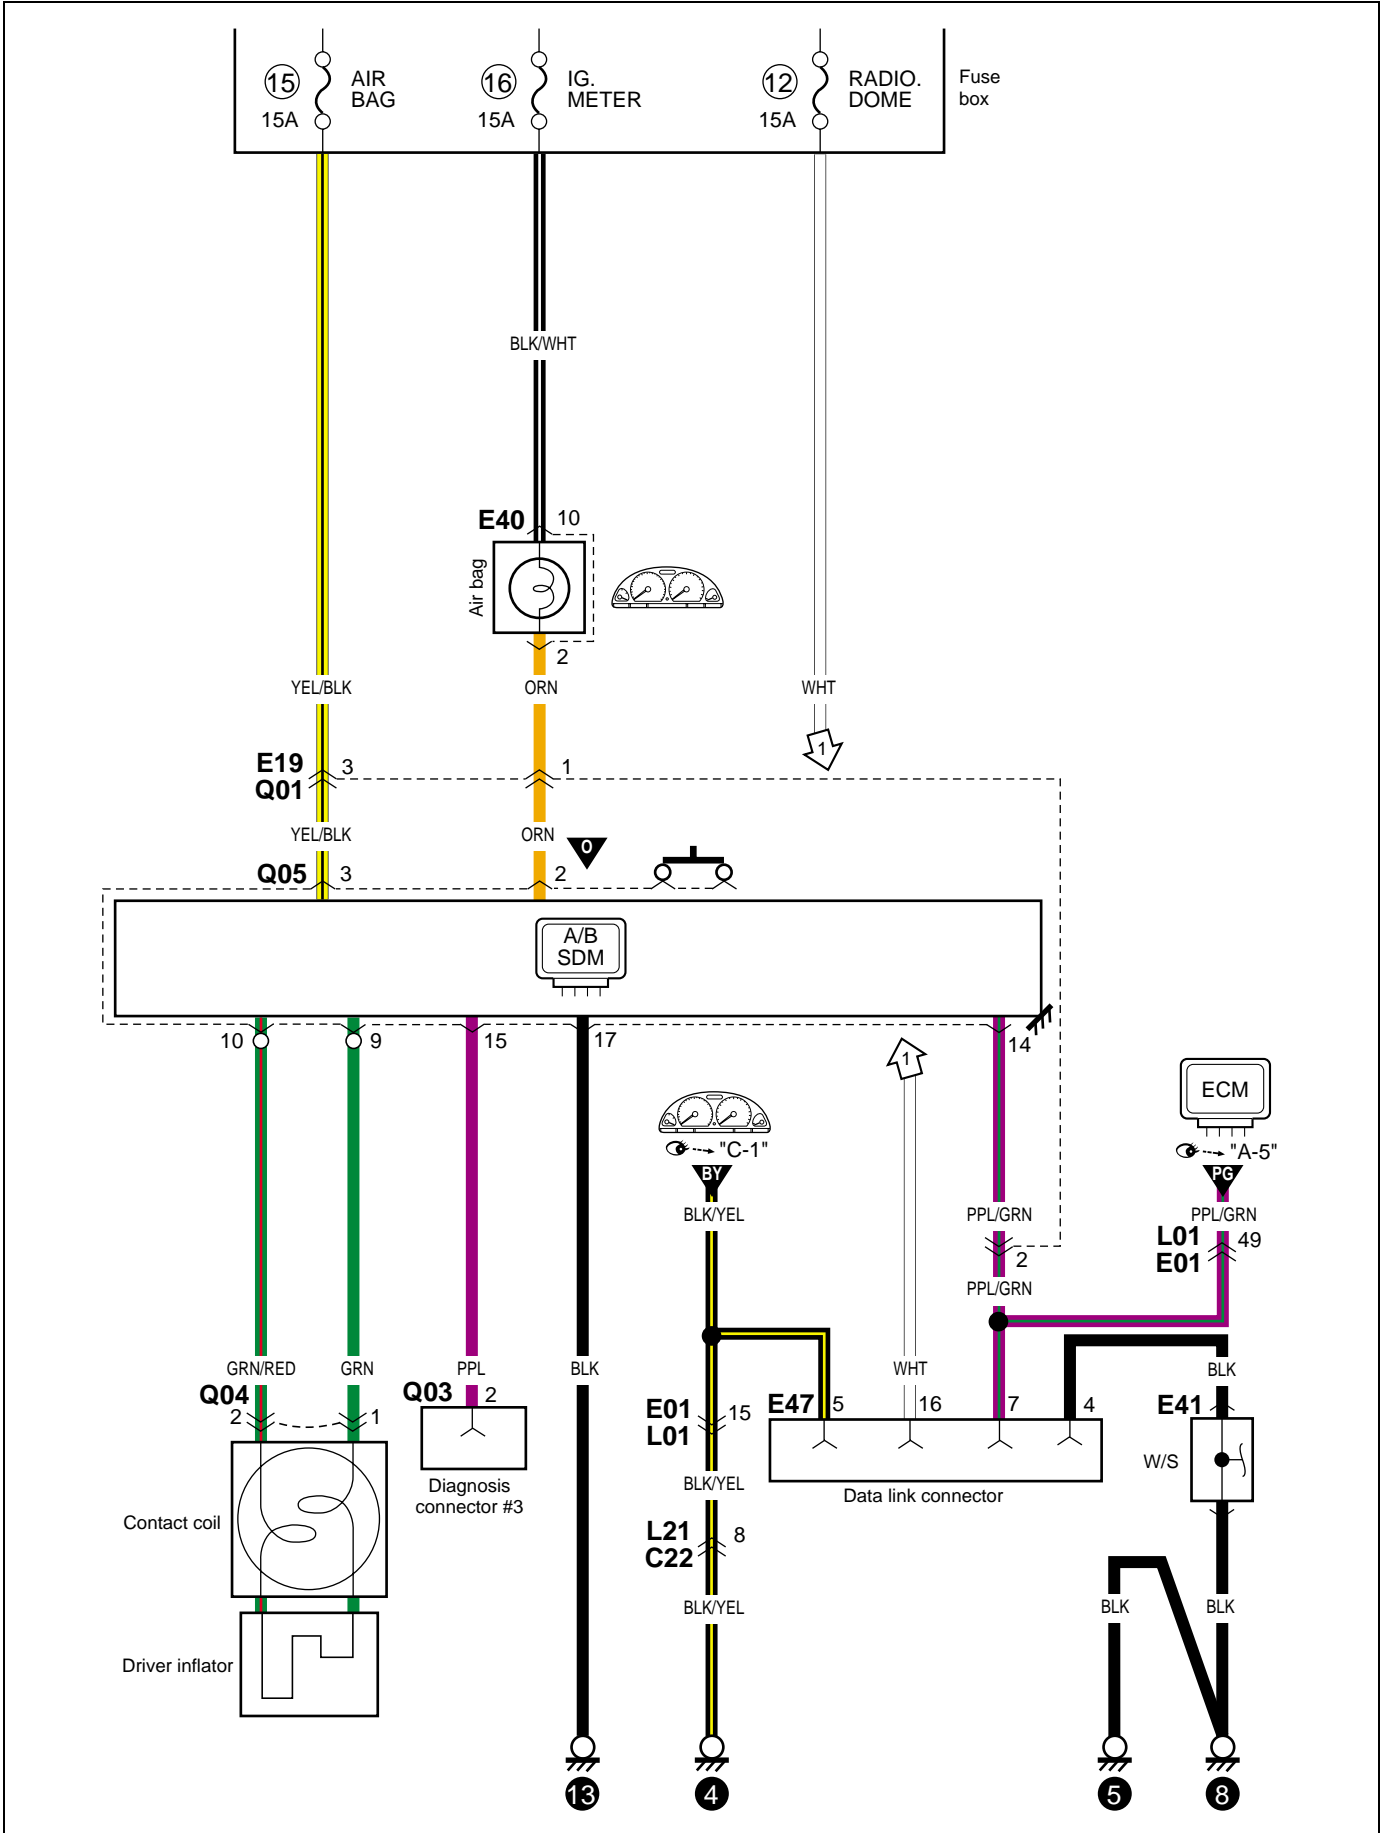 15 AIR BAG 15A
16 IG. METER 15A
12 RADIO. DOME 15A
Fuse box
BLK/WHT
E40 10
Air bag
2
YEL/BLK ORN WHT
E19 3 1 1
Q01
YEL/BLK ORN O
Q05 3 2
A/B SDM
10 9 15 17 14
1
ECM
"C-1" "A-5"
BY PG
BLK/YEL PPL/GRN PPL/GRN
L01 49
E01
2
PPL/GRN
GRN/RED GRN PPL BLK WHT BLK
Q04 Q03 2
2 1
E01 15
L01
E47 5 16 7 4
E41
W/S
Diagnosis connector #3
BLK/YEL
Data link connector
Contact coil
L21 8
C22
BLK/YEL BLK BLK
Driver inflator
13 4 5 8